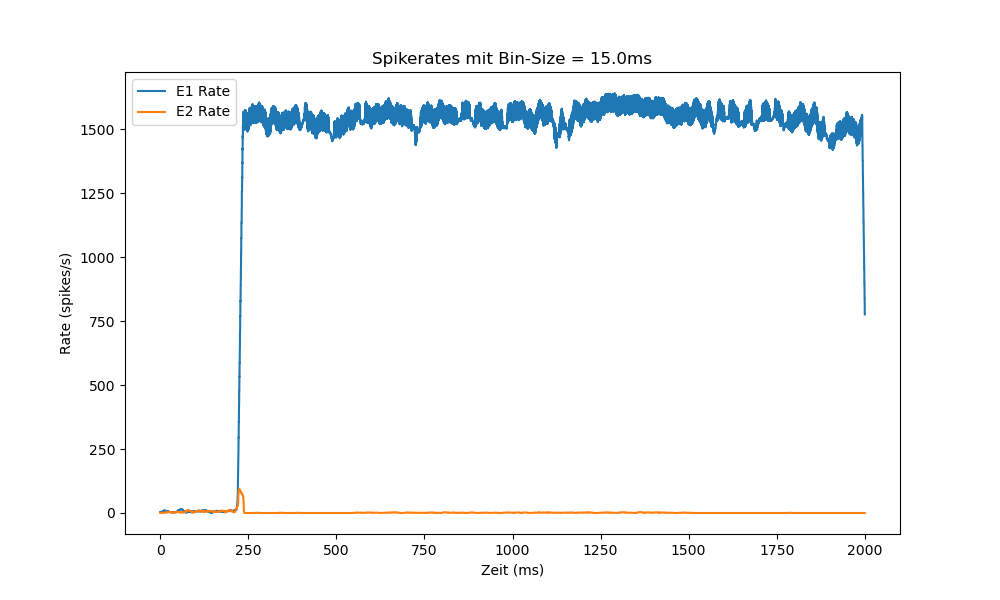 Spikerates mit Bin-Size = 15.0ms
E1 Rate
E2 Rate
Rate (spikes/s)
1500
1250
1000
750
500
250
0
0 250 500 750 1000 1250 1500 1750 2000
Zeit (ms)